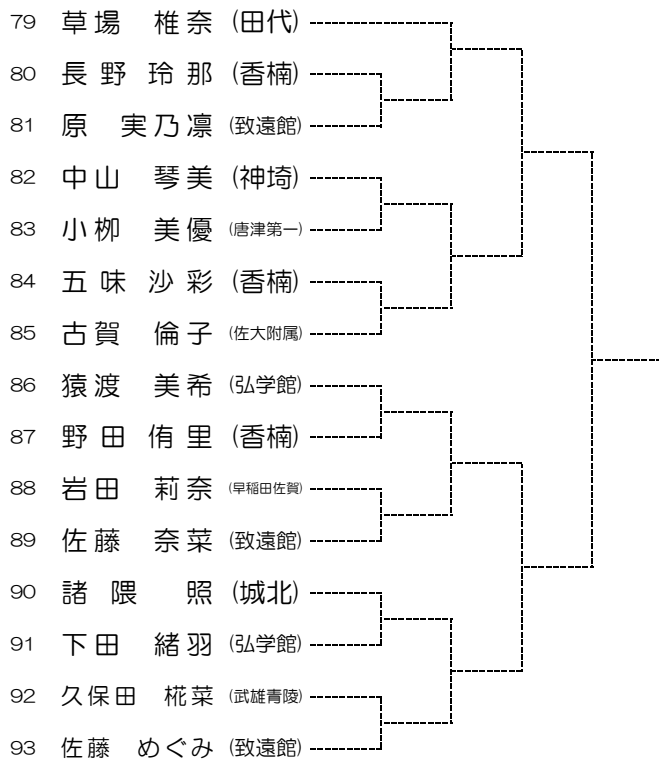 79 草場 椎奈 (田代)
80 長野 玲那 (香楠)
81 原 実乃凛 (致遠館)
82 中山 琴美 (神埼)
83 小栁 美優 (唐津第一)
84 五味 沙彩 (香楠)
85 古賀 倫子 (佐大附属)
86 猿渡 美希 (弘学館)
87 野田 侑里 (香楠)
88 岩田 莉奈 (早稲田佐賀)
89 佐藤 奈菜 (致遠館)
90 諸隈 照 (城北)
91 下田 緒羽 (弘学館)
92 久保田 椛菜 (武雄青陵)
93 佐藤 めぐみ (致遠館)